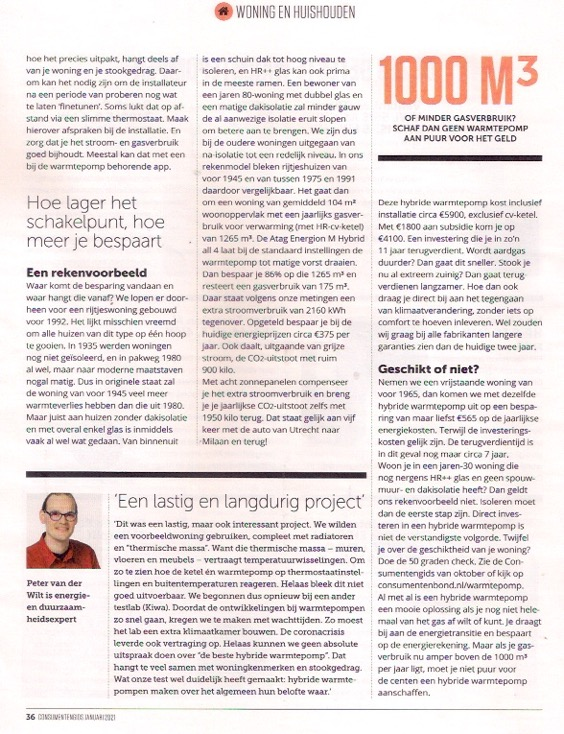 WONING EN HUISHOUDEN
hoe het precies uitpakt, hangt deels af
van je woning en je stookgedrag. Daar-
om kan het nodig zijn om de installateur
na een periode van proberen nog wat
te laten ‘finetunen’. Soms lukt dat op af-
stand via een slimme thermostaat. Maak
hierover afspraken bij de installatie. En
zorg dat je het stroom- en gasverbruik
goed bijhoudt. Meestal kan dat met een
bij de warmtepomp behorende app.
Hoe lager het
schakelpunt, hoe
meer je bespaart
Een rekenvoorbeeld
Waar komt de besparing vandaan en
waar hangt die vanaf? We lopen er door-
heen voor een rijtjeswoning gebouwd
voor 1992. Het lijkt misschien vreemd
om alle huizen van dit type op één hoop
te gooien. In 1935 werden woningen
nog niet geïsoleerd, en in pakweg 1980
al wel, maar naar moderne maatstaven
nogal matig. Dus in originele staat zal
de woning van voor 1945 veel meer
warmteverlies hebben dan die uit 1980.
Maar juist aan huizen zonder dakisolatie
en met overal enkel glas is inmiddels
vaak al wel wat gedaan. Van binnenuit
is een schuin dak tot hoog niveau te
isoleren, en HR++ glas kan ook prima
in de meeste ramen. Een bewoner van
een jaren 80-woning met dubbel glas en
een matige dakisolatie zal minder gauw
de al aanwezige isolatie eruit slopen
om betere aan te brengen. We zijn dus
bij de oudere woningen uitgegaan van
na-isolatie tot een redelijk niveau. In ons
rekenmodel bleken rijtjeshuizen van
voor 1945 en van tussen 1975 en 1991
daardoor vergelijkbaar. Het gaat dan
om een woning van gemiddeld 104 m²
woonoppervlak met een jaarlijks gasver-
bruik voor verwarming (met HR-cv-ketel)
van 1265 m³. De Atag Energion M Hybrid
all 4 laat bij de standaard instellingen de
warmtepomp tot matige vorst draaien.
Dan bespaar je 86% op die 1265 m³ en
resteert een gasverbruik van 175 m³.
Daar staat volgens onze metingen een
extra stroomverbruik van 2160 kWh
tegenover. Opgeteld bespaar je bij de
huidige energieprijzen circa €375 per
jaar. Ook daalt, uitgaande van grijze
stroom, de CO2-uitstoot met ruim
900 kilo.
Met acht zonnepanelen compenseer
je het extra stroomverbruik en breng
je je jaarlijkse CO2-uitstoot zelfs met
1950 kilo terug. Dat staat gelijk aan vijf
keer met de auto van Utrecht naar
Milaan en terug!
1000 M³
OF MINDER GASVERBRUIK?
SCHAF DAN GEEN WARMTEPOMP
AAN PUUR VOOR HET GELD
Deze hybride warmtepomp kost inclusief
installatie circa €5900, exclusief cv-ketel.
Met €1800 aan subsidie kom je op
€4100. Een investering die je in zo’n
11 jaar terugverdient. Wordt aardgas
duurder? Dan gaat dit sneller. Stook je
nu al extreem zuinig? Dan gaat terug-
verdienen langzamer. Hoe dan ook
draag je direct bij aan het tegengaan
van klimaatverandering, zonder iets op
comfort te hoeven inleveren. Wel zouden
wij graag bij alle fabrikanten langere
garanties zien dan de huidige twee jaar.
Geschikt of niet?
Nemen we een vrijstaande woning van
voor 1965, dan komen we met dezelfde
hybride warmtepomp uit op een bespa-
ring van maar liefst €565 op de jaarlijkse
energiekosten. Terwijl de investerings-
kosten gelijk zijn. De terugverdientijd is
in dit geval nog maar circa 7 jaar.
Woon je in een jaren-30 woning die
nog nergens HR++ glas en geen spouw-
muur- en dakisolatie heeft? Dan geldt
ons rekenvoorbeeld niet. Isoleren moet
dan de eerste stap zijn. Direct inves-
teren in een hybride warmtepomp is
niet de verstandigste volgorde. Twijfel
je over de geschiktheid van je woning?
Doe de 50 graden check. Zie de Con-
sumentengids van oktober of kijk op
consumentenbond.nl/warmtepomp.
Al met al is een hybride warmtepomp
een mooie oplossing als je nog niet hele-
maal van het gas af wilt of kunt. Je draagt
bij aan de energietransitie en bespaart
op de energierekening. Maar als je gas-
verbruik nu amper boven de 1000 m³
per jaar ligt, moet je niet puur voor
de centen een hybride warmtepomp
aanschaffen.
Peter van der
Wilt is energie-
en duurzaam-
heidsexpert
‘Een lastig en langdurig project’
‘Dit was een lastig, maar ook interessant project. We wilden
een voorbeeldwoning gebruiken, compleet met radiatoren
en “thermische massa”. Want die thermische massa – muren,
vloeren en meubels – vertraagt temperatuurwisselingen. Om
zo te zien hoe de ketel én warmtepomp op thermostaatinstel-
lingen en buitentemperaturen reageren. Helaas bleek dit niet
goed uitvoerbaar. We begonnen dus opnieuw bij een ander
testlab (Kiwa). Doordat de ontwikkelingen bij warmtepompen
zo snel gaan, kregen we te maken met wachttijden. Zo moest
het lab een extra klimaatkamer bouwen. De coronacrisis
leverde ook vertraging op. Helaas kunnen we geen absolute
uitspraak doen over “de beste hybride warmtepomp”. Dat
hangt te veel samen met woningkenmerken en stookgedrag.
Wat onze test wel duidelijk heeft gemaakt: hybride warmte-
pompen maken over het algemeen hun belofte waar.’
36 CONSUMENTENGIDS JANUARI 2021